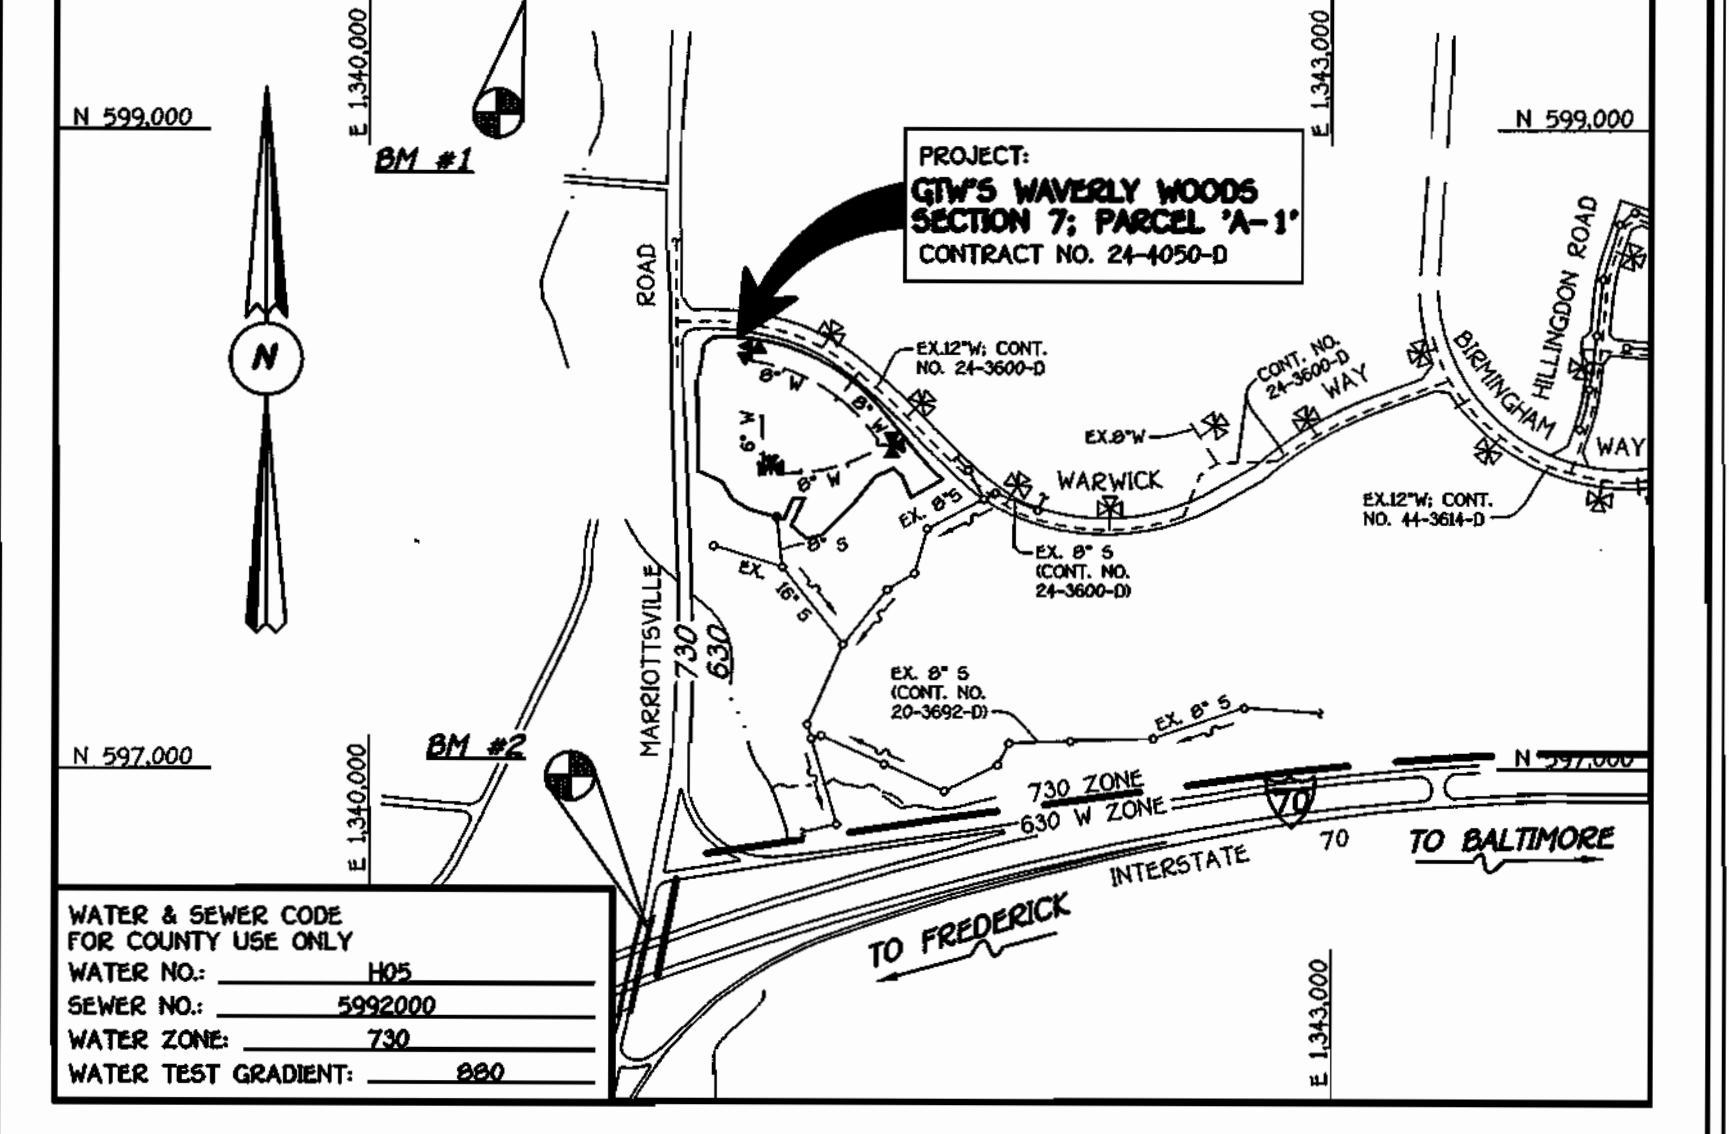 E 1,340,000
E 1,343,000
N 599,000
N 599,000
BM #1
PROJECT:
GTW'S WAVERLY WOODS
SECTION 7; PARCEL 'A-1'
CONTRACT NO. 24-4050-D
HILLINGDON ROAD
ROAD
N
EX.12"W; CONT.
NO. 24-3600-D
CONT. NO.
24-3600-D
WAY
BIRMINGHAM
WAY
8" W
8" W
6" W
8" W
EX.8"W
WARWICK
EX.12"W; CONT.
NO. 44-3614-D
EX. 8"S
8" S
EX. 16" S
EX. 8" S
(CONT. NO.
24-3600-D)
MARRIOTTSVILLE
730
630
EX. 8" S
(CONT. NO.
20-3692-D)
EX. 8" S
BM #2
N 597,000
N 597,000
E 1,340,000
730 ZONE
630 W ZONE
70
INTERSTATE 70
TO BALTIMORE
TO FREDERICK
E 1,343,000
WATER & SEWER CODE
FOR COUNTY USE ONLY
WATER NO.: H05
SEWER NO.: 5992000
WATER ZONE: 730
WATER TEST GRADIENT: 880